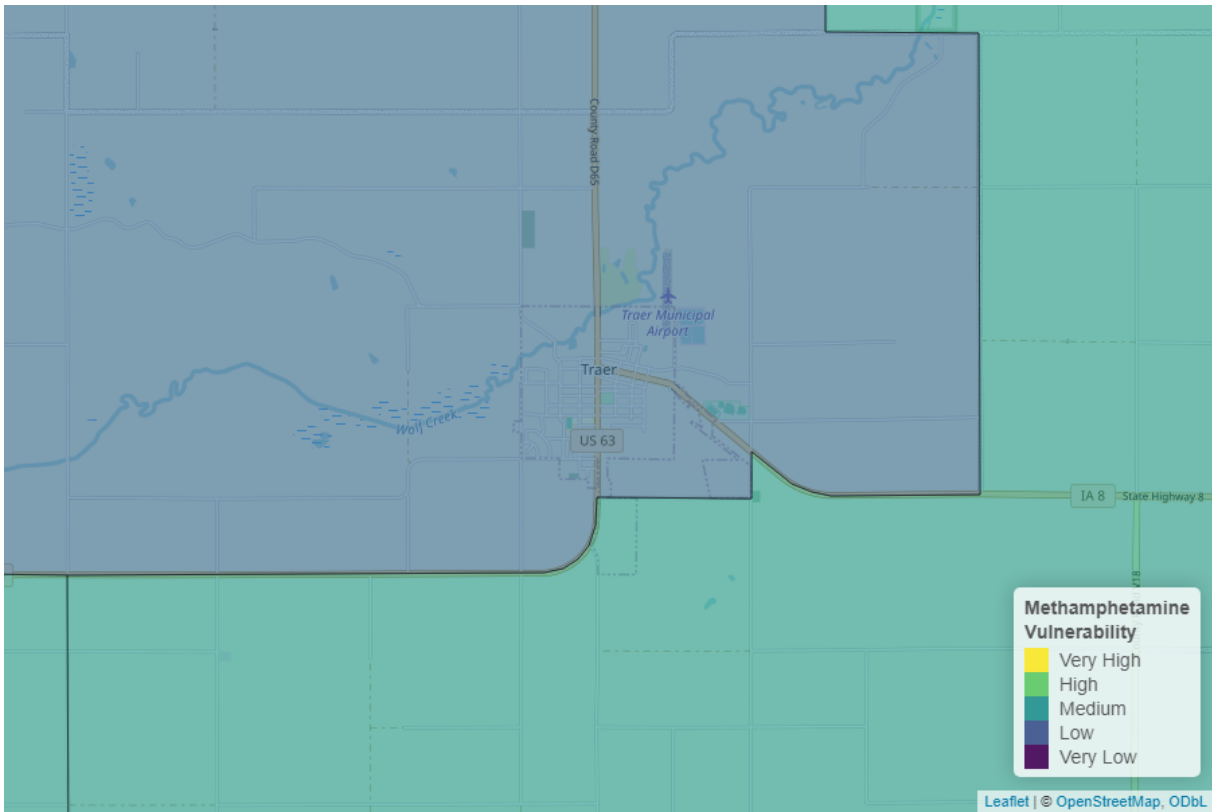 County Road D65
Traer Municipal
Airport
Traer
Wolf Creek
US 63
IA 8
State Highway 8
V18
Methamphetamine
Vulnerability
Very High
High
Medium
Low
Very Low
Leaflet | © OpenStreetMap, ODbL